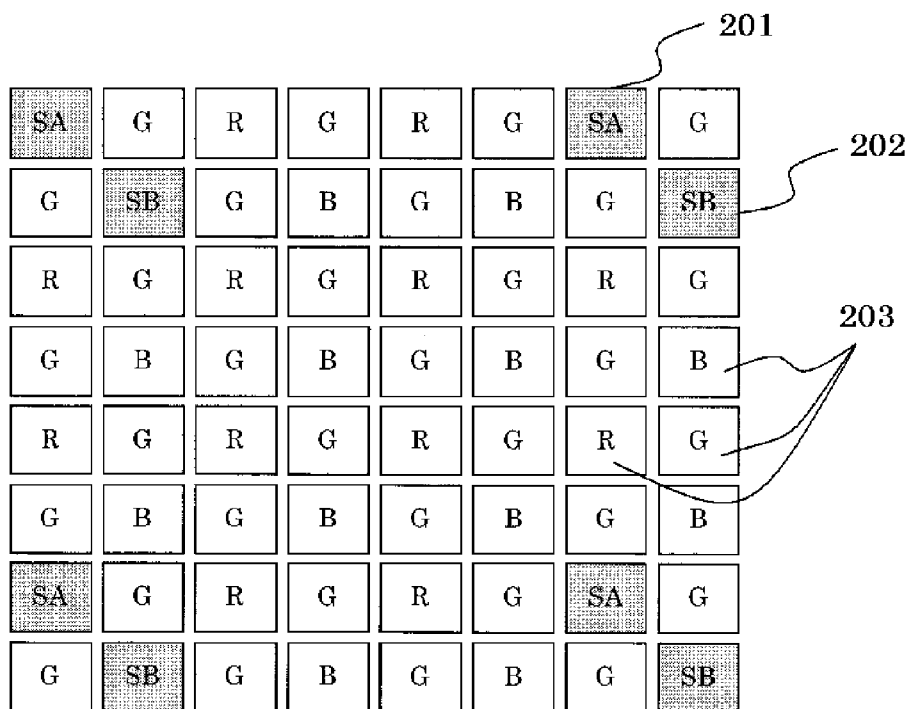 201
SA G R G R G SA G
202
G SB G B G B G SB
R G R G R G R G
203
G B G B G B G B
R G R G R G R G
G B G B G B G B
SA G R G R G SA G
G SB G B G B G SB